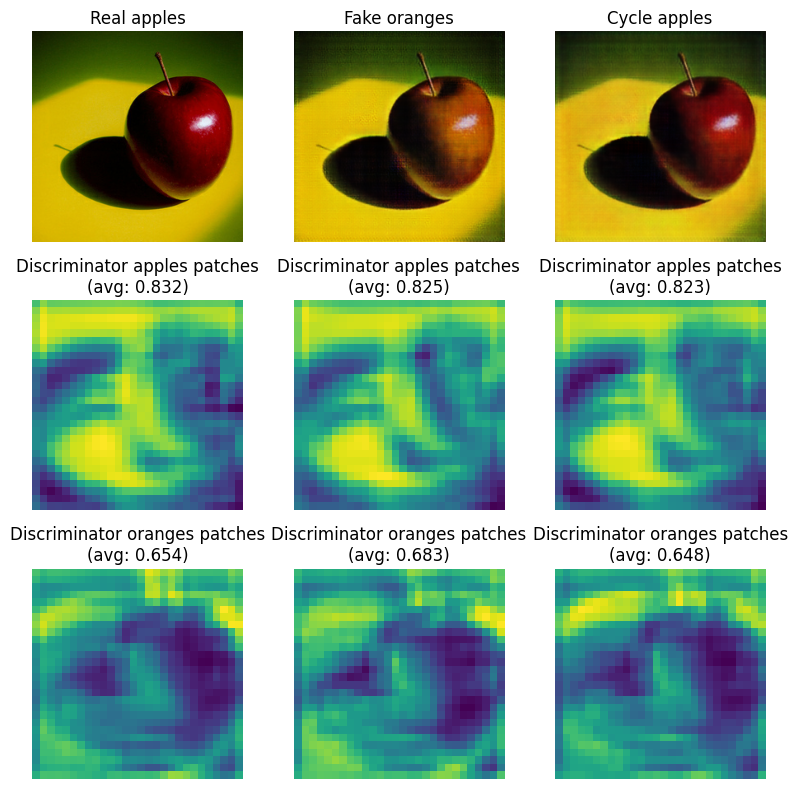 Real apples
Fake oranges
Cycle apples
Discriminator apples patches
(avg: 0.832)
Discriminator apples patches
(avg: 0.825)
Discriminator apples patches
(avg: 0.823)
Discriminator oranges patches
(avg: 0.654)
Discriminator oranges patches
(avg: 0.683)
Discriminator oranges patches
(avg: 0.648)